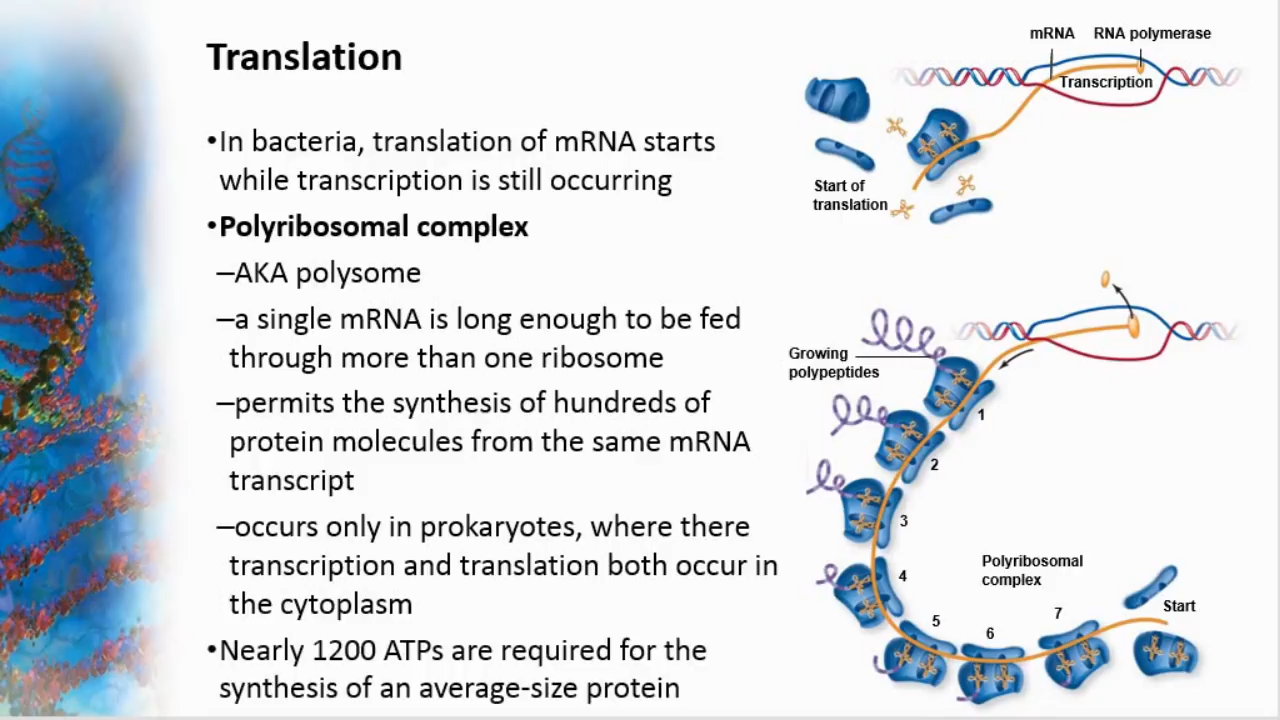 Translation
•In bacteria, translation of mRNA starts
while transcription is still occurring
•Polyribosomal complex
–AKA polysome
–a single mRNA is long enough to be fed
through more than one ribosome
–permits the synthesis of hundreds of
protein molecules from the same mRNA
transcript
–occurs only in prokaryotes, where there
transcription and translation both occur in
the cytoplasm
•Nearly 1200 ATPs are required for the
synthesis of an average-size protein
mRNA
RNA polymerase
Transcription
Start of
translation
Growing
polypeptides
1
2
3
4
5
6
7
Polyribosomal
complex
Start